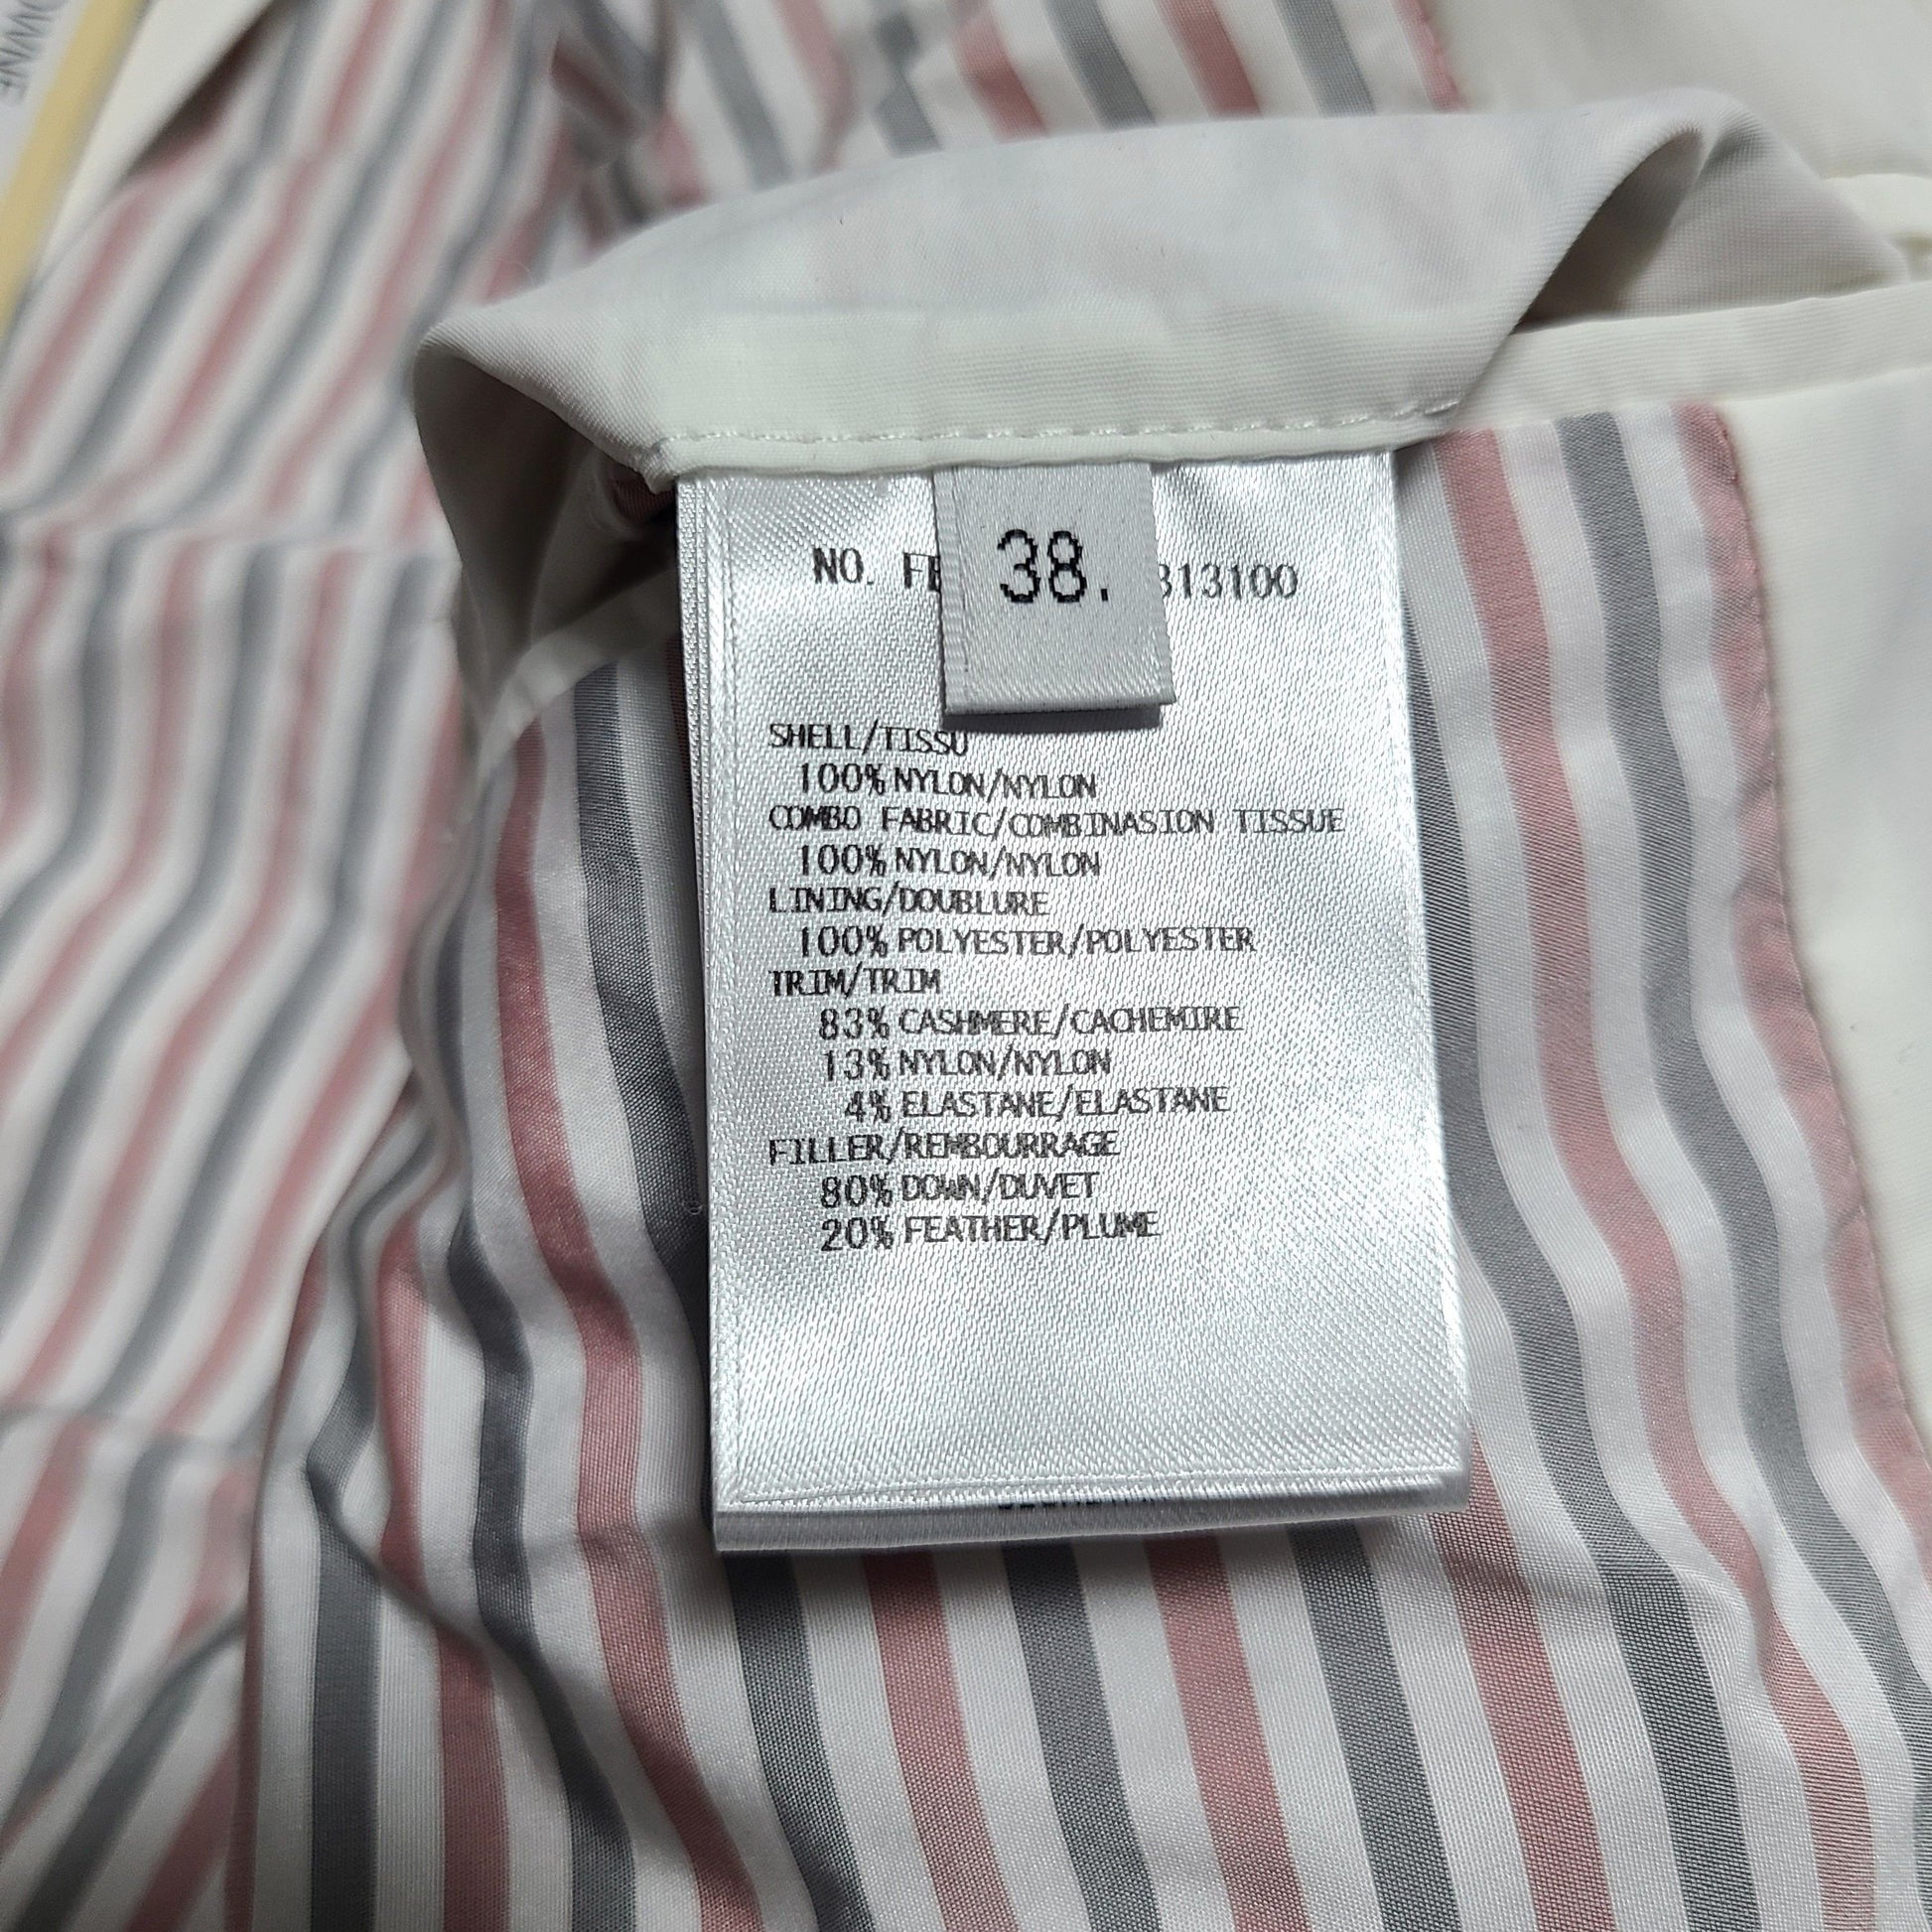 OWNE
38.
NO. FE 313100
SHELL/TISSU
100% NYLON/NYLON
COMBO FABRIC/COMBINASION TISSUE
100% NYLON/NYLON
LINING/DOUBLURE
100% POLYESTER/POLYESTER
TRIM/TRIM
83% CASHMERE/CACHEMIRE
13% NYLON/NYLON
4% ELASTANE/ELASTANE
FILLER/REMBOURRAGE
80% DOWN/DUVET
20% FEATHER/PLUME